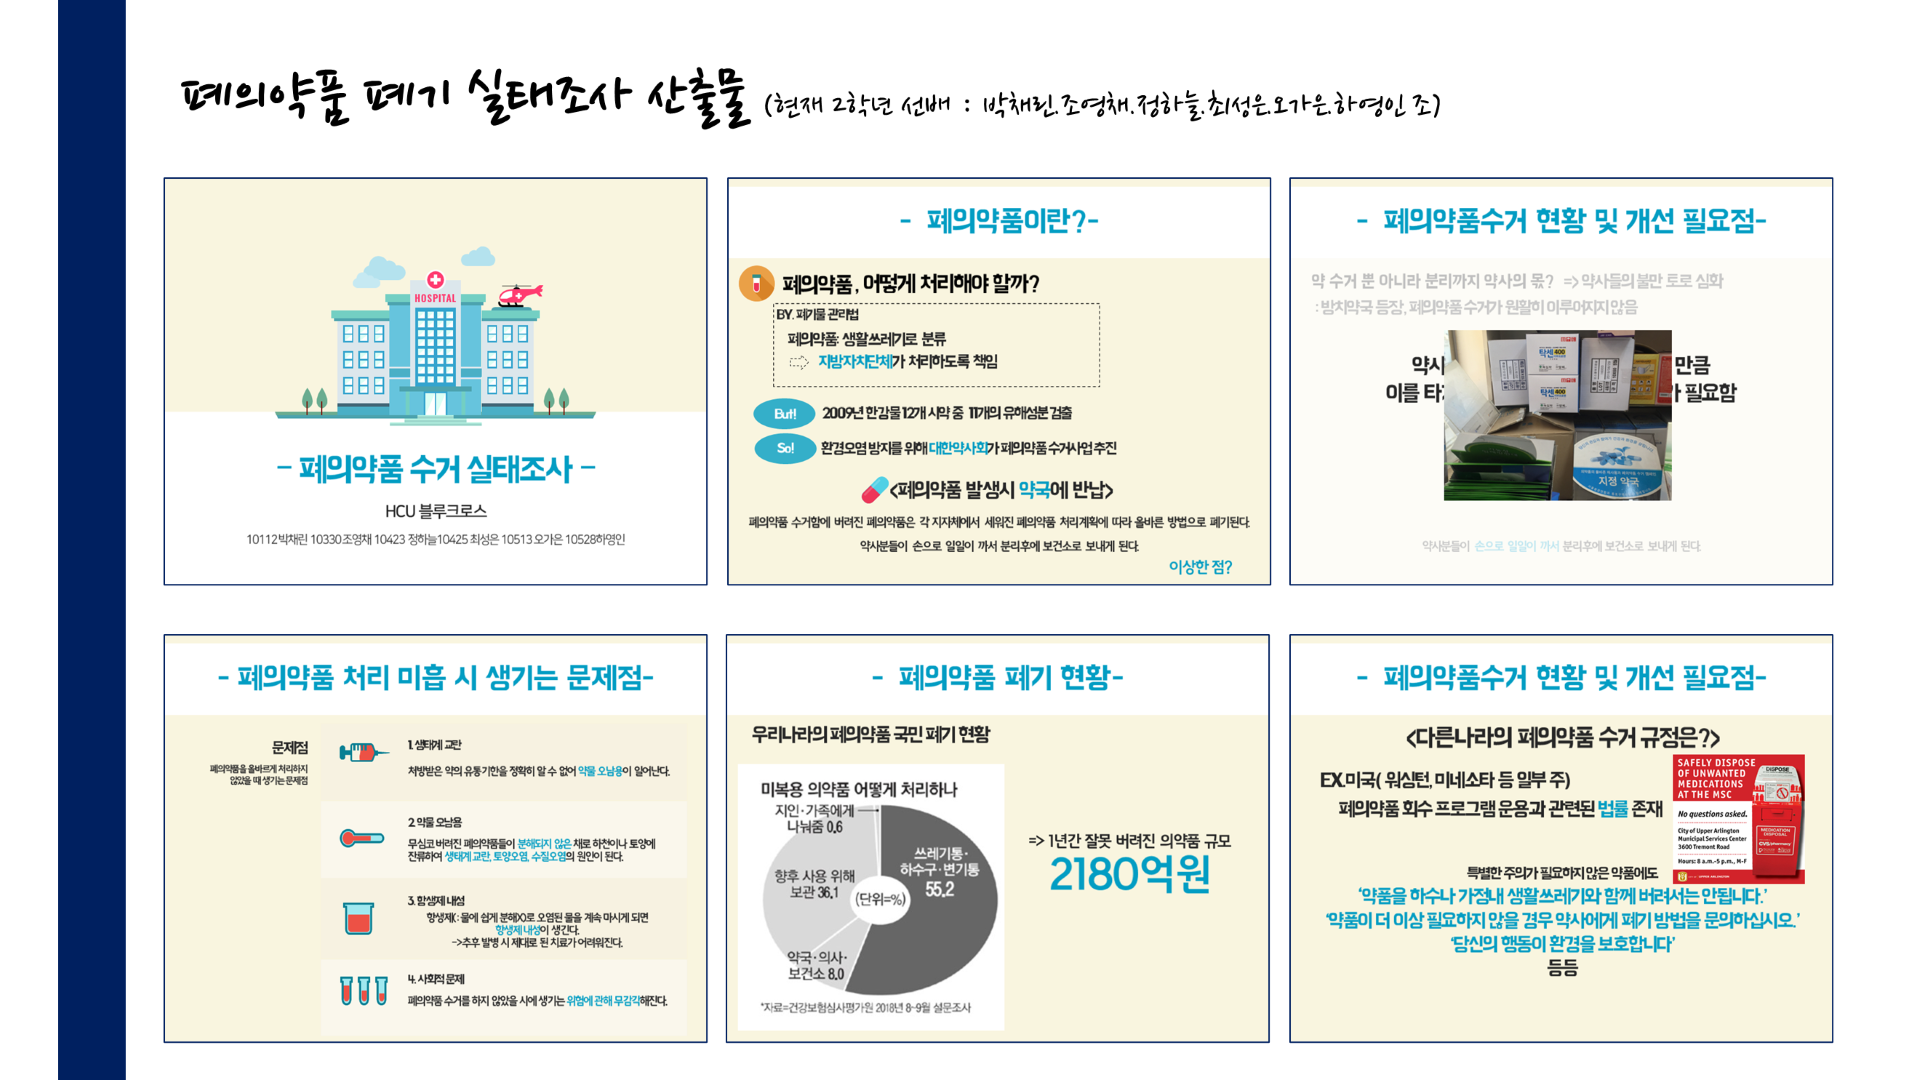 폐의약품 폐기 실태조사 산출물 (현재 2학년 선배 : 박채린.조영채.정하늘.최성은.오가은.하영인 조)
HOSPITAL
- 폐의약품 수거 실태조사 -
HCU 블루크로스
10112박채린 10330조영채 10423 정하늘10425 최성은 10513오가은 10528하영인
- 폐의약품이란?-
폐의약품, 어떻게 처리해야 할까?
BY. 폐기물 관리법
폐의약품: 생활쓰레기로 분류
지방자치단체가 처리하도록 책임
But! 2009년 한강물 12개 시약 중 11개의 유해성분 검출
So! 환경오염 방지를 위해 대한약사회가 폐의약품 수거사업 추진
<폐의약품 발생시 약국에 반납>
폐의약품 수거함에 버려진 폐의약품은 각 지자체에서 세워진 폐의약품 처리계획에 따라 올바른 방법으로 폐기된다.
약사분들이 손으로 일일이 까서 분리후에 보건소로 보내게 된다.
이상한 점?
- 폐의약품수거 현황 및 개선 필요점-
약 수거 뿐 아니라 분리까지 약사의 몫? =>약사들의 불만 토로 심화
: 방치약국 등장, 폐의약품 수거가 원활히 이루어지지 않음
약사 만큼
이를 타 가 필요함
탁센 400
탁센 400
지정 약국
약사분들이 손으로 일일이 까서 분리후에 보건소로 보내게 된다
- 폐의약품 처리 미흡 시 생기는 문제점-
문제점
폐의약품을 올바르게 처리하지
않았을 때 생기는 문제점
1. 생태계 교란
처방받은 약의 유통기한을 정확히 알 수 없어 약물 오남용이 일어난다.
2. 약물 오남용
무심코 버려진 폐의약품들이 분해되지 않은 채로 하천이나 토양에
잔류하여 생태계 교란, 토양오염, 수질오염의 원인이 된다.
3. 항생제 내성
항생제(: 물에 쉽게 분해X)로 오염된 물을 계속 마시게 되면
항생제 내성이 생긴다.
->추후 발병 시 제대로 된 치료가 어려워진다.
4. 사회적 문제
폐의약품 수거를 하지 않았을 시에 생기는 위험에 관해 무감각해진다.
- 폐의약품 폐기 현황-
우리나라의 폐의약품 국민 폐기 현황
미복용 의약품 어떻게 처리하나
지인·가족에게
나눠줌 0.6
쓰레기통·
하수구·변기통
55.2
향후 사용 위해
보관 36.1
(단위=%)
약국·의사·
보건소 8.0
*자료=건강보험심사평가원 2018년 8~9월 설문조사
=> 1년간 잘못 버려진 의약품 규모
2180억원
- 폐의약품수거 현황 및 개선 필요점-
<다른나라의 폐의약품 수거 규정은?>
EX.미국( 워싱턴, 미네소타 등 일부 주)
폐의약품 회수 프로그램 운용과 관련된 법률 존재
SAFELY DISPOSE
OF UNWANTED
MEDICATIONS
AT THE MSC
No questions asked.
City of Upper Arlington
Municipal Services Center
3600 Tremont Road
Hours: 8 a.m.-5 p.m., M-F
DISPOSE
MEDICATION
DISPOSAL
CVS/pharmacy
특별한 주의가 필요하지 않은 약품에도
'약품을 하수나 가정내 생활쓰레기와 함께 버려서는 안됩니다.'
'약품이 더 이상 필요하지 않을 경우 약사에게 폐기 방법을 문의하십시오.'
'당신의 행동이 환경을 보호합니다'
등등